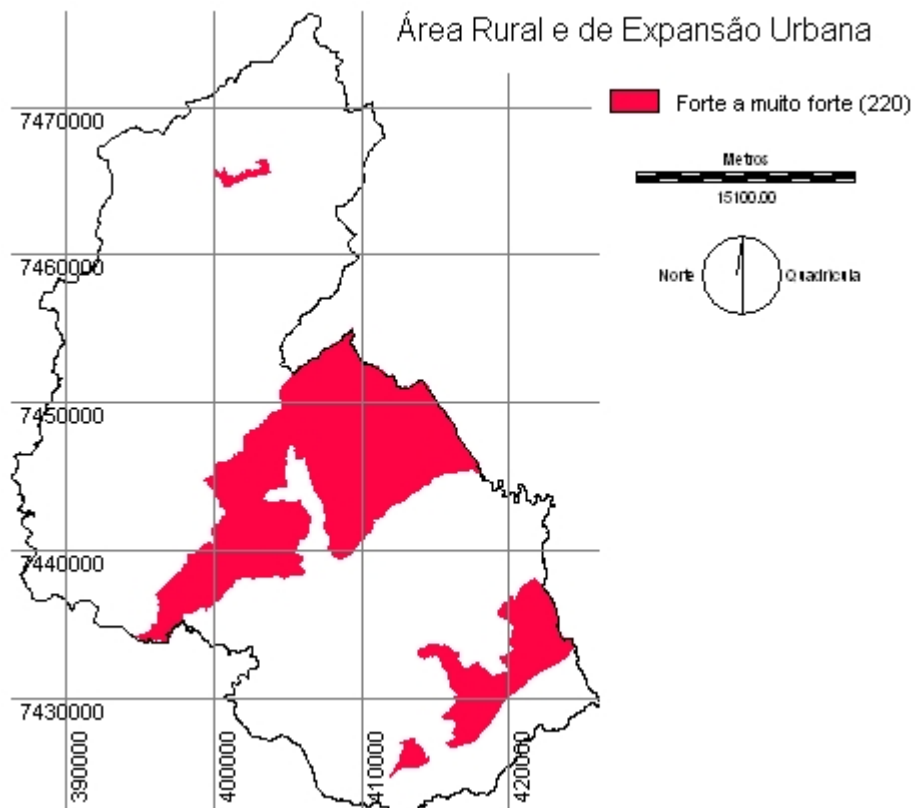 Área Rural e de Expansão Urbana
Forte a muito forte (220)
Metros
15100.00
Norte
Quadrícula
7470000
7460000
7450000
7440000
7430000
390000
400000
410000
420000